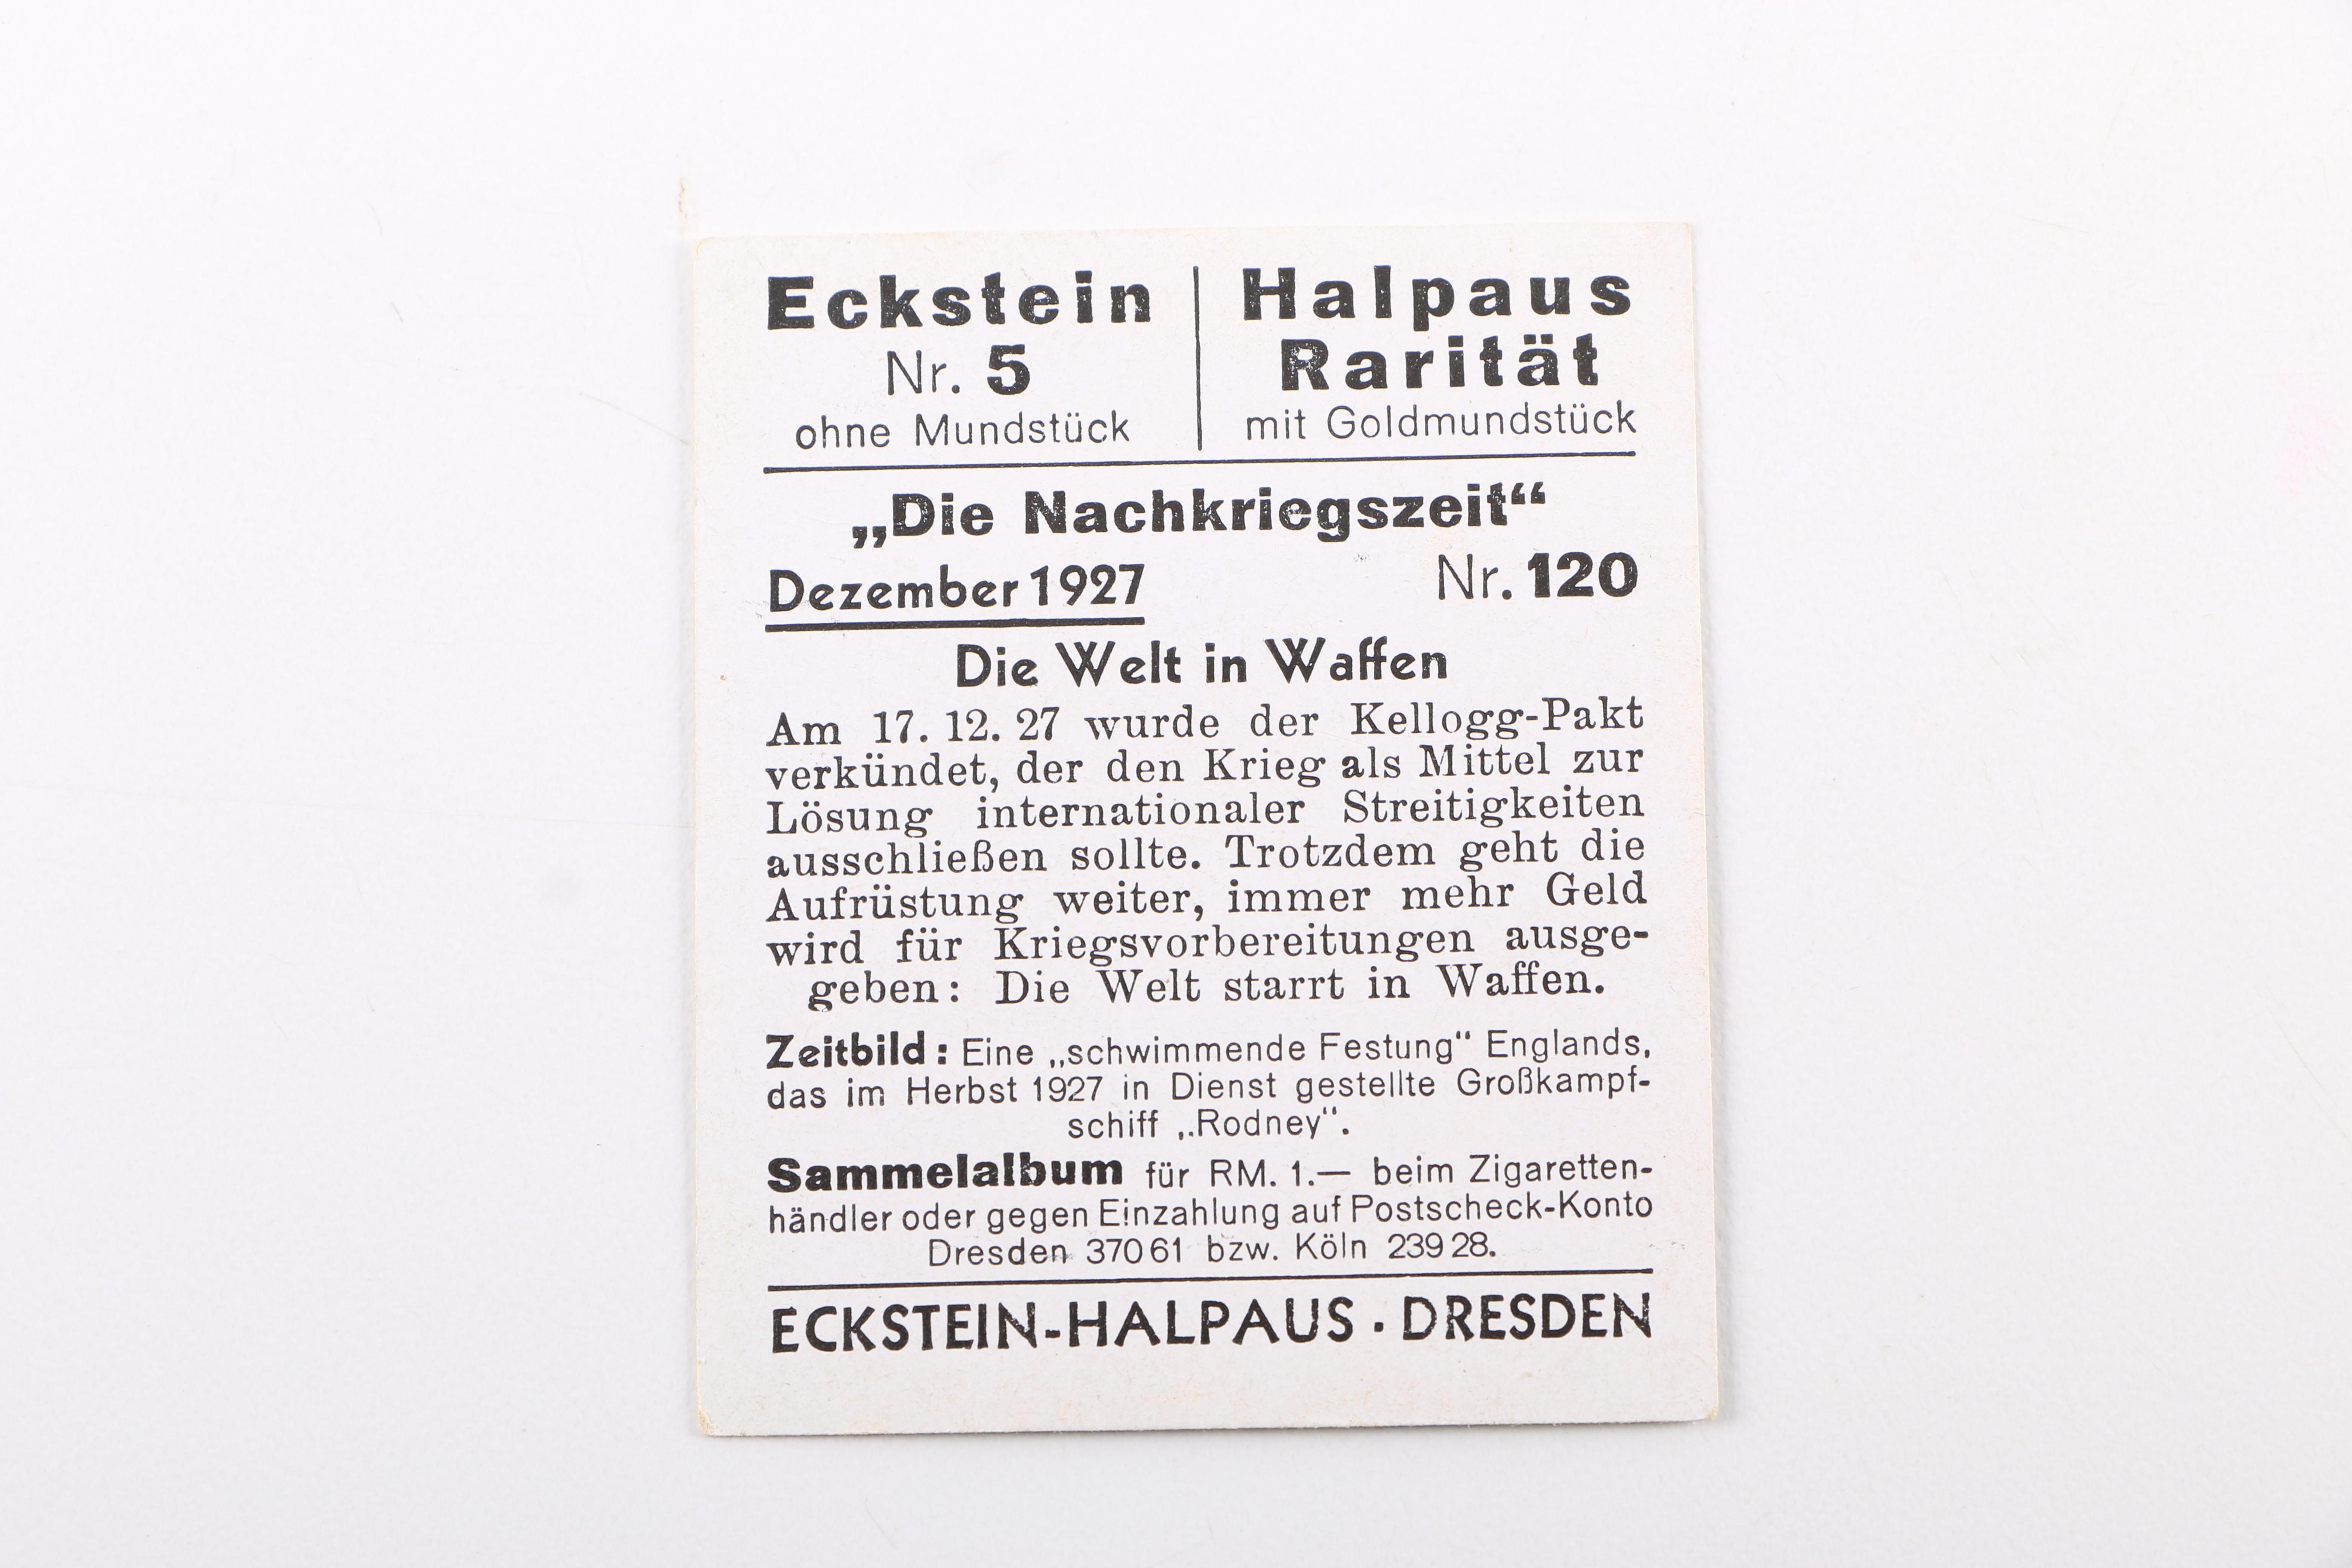 Eckstein
Nr. 5
ohne Mundstück
Halpaus
Rarität
mit Goldmundstück
„Die Nachkriegszeit“
Dezember 1927 Nr. 120
Die Welt in Waffen
Am 17. 12. 27 wurde der Kellogg-Pakt
verkündet, der den Krieg als Mittel zur
Lösung internationaler Streitigkeiten
ausschließen sollte. Trotzdem geht die
Aufrüstung weiter, immer mehr Geld
wird für Kriegsvorbereitungen ausge-
geben: Die Welt starrt in Waffen.
Zeitbild: Eine „schwimmende Festung“ Englands,
das im Herbst 1927 in Dienst gestellte Großkampf-
schiff „Rodney“.
Sammelalbum für RM. 1.— beim Zigaretten-
händler oder gegen Einzahlung auf Postscheck-Konto
Dresden 37061 bzw. Köln 23928.
ECKSTEIN-HALPAUS · DRESDEN